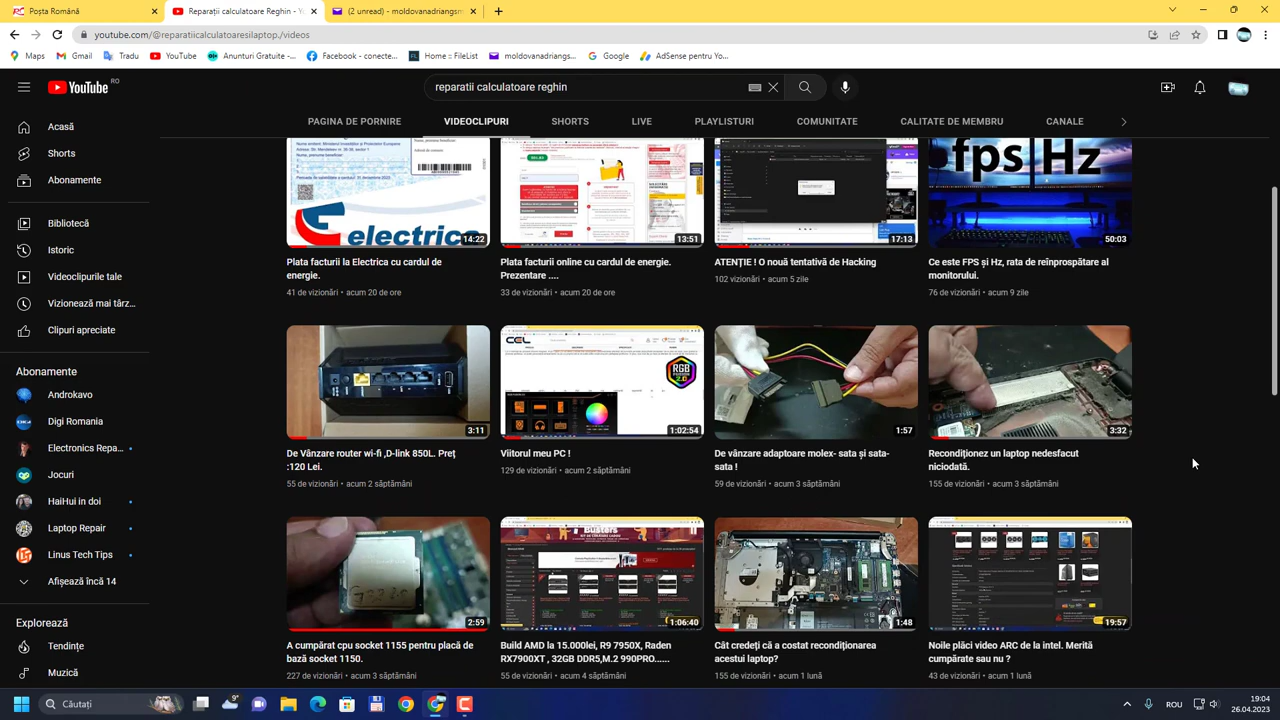 Poșta Română
Reparații calculatoare Reghin - Y
(2 unread) - moldovanadriangsm
youtube.com/@reparatiicalculatoaresilaptop./videos
Maps
Gmail
Tradu
YouTube
Anunturi Gratuite -...
Facebook - conecte...
Home :: FileList
moldovanadriangsm...
Google
AdSense pentru Yo...
YouTube RO
reparatii calculatoare reghin
PAGINA DE PORNIRE
VIDEOCLIPURI
SHORTS
LIVE
PLAYLISTURI
COMUNITATE
CALITATE DE MEMBRU
CANALE
Acasă
Shorts
Abonamente
Bibliotecă
Istoric
Videoclipurile tale
Vizionează mai târz...
Clipuri apreciate
Abonamente
Andokado
Digi Romania
Electronics Repa...
Jocuri
HaiHui in doi
Laptop Repair
Linus Tech Tips
Afișează încă 14
Explorează
Tendințe
Muzică
electrica
14:22
13:51
17:13
fps Hz
50:03
Plata facturii la Electrica cu cardul de
energie.
41 de vizionări • acum 20 de ore
Plata facturii online cu cardul de energie.
Prezentare ....
33 de vizionări • acum 20 de ore
ATENȚIE ! O nouă tentativă de Hacking
102 vizionări • acum 5 zile
Ce este FPS și Hz, rata de reînprospătare al
monitorului.
76 de vizionări • acum 9 zile
3:11
CEL
RGB
FUSION
2.0
1:02:54
1:57
3:32
De Vânzare router wi-fi ,D-link 850L. Preț
:120 Lei.
55 de vizionări • acum 2 săptămâni
Viitorul meu PC !
129 de vizionări • acum 2 săptămâni
De vânzare adaptoare molex- sata și sata-
sata !
59 de vizionări • acum 3 săptămâni
Recondiționez un laptop nedesfacut
niciodată.
155 de vizionări • acum 3 săptămâni
2:59
1:06:40
1:48
19:57
A cumpărat cpu socket 1155 pentru placă de
bază socket 1150.
227 de vizionări • acum 3 săptămâni
Build AMD la 15.000lei, R9 7950X, Raden
RX7900XT , 32GB DDR5,M.2 990PRO......
55 de vizionări • acum 4 săptămâni
Cât credeți că a costat recondiționarea
acestui laptop?
155 de vizionări • acum 1 lună
Noile plăci video ARC de la intel. Merită
cumpărate sau nu ?
43 de vizionări • acum 1 lună
Căutați
ROU
19:04
26.04.2023